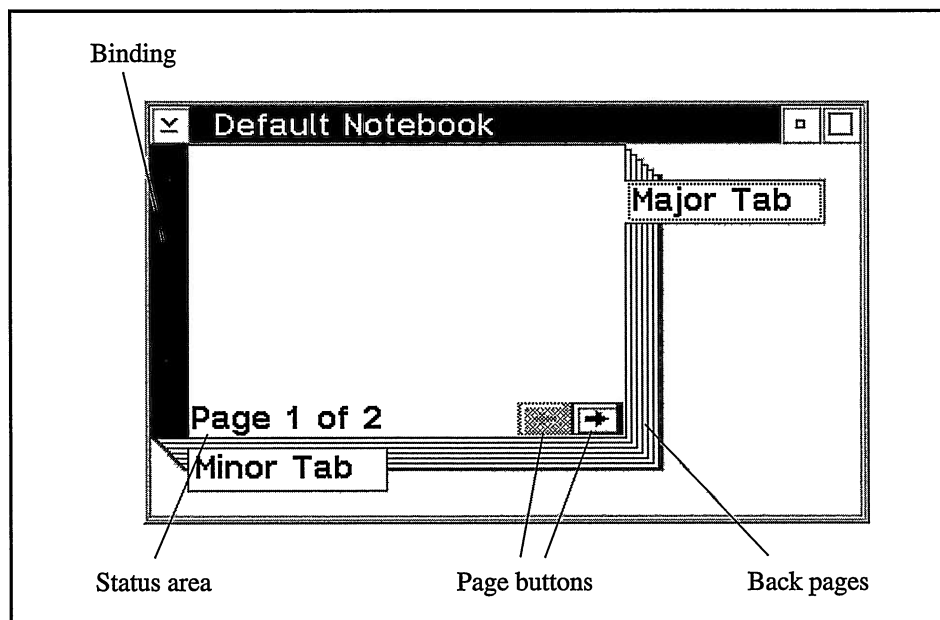 Binding
Default Notebook
Major Tab
Page 1 of 2
Minor Tab
Status area
Page buttons
Back pages